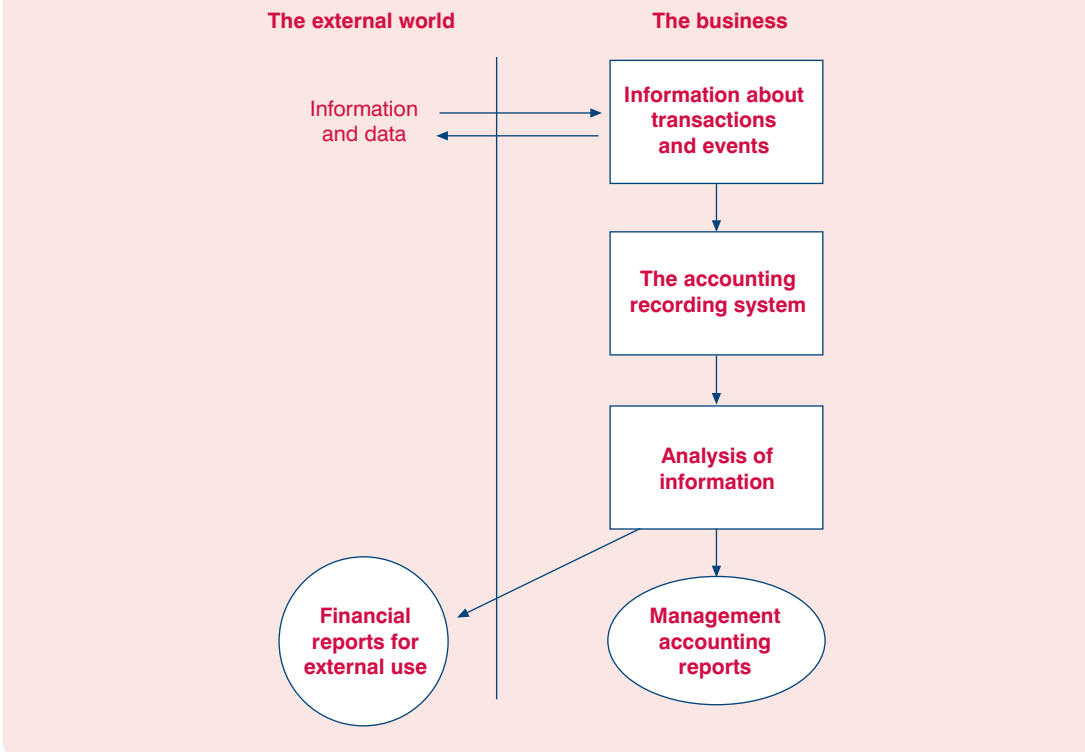 The external world
The business
Information
and data
Information about
transactions
and events
The accounting
recording system
Analysis of
information
Financial
reports for
external use
Management
accounting
reports